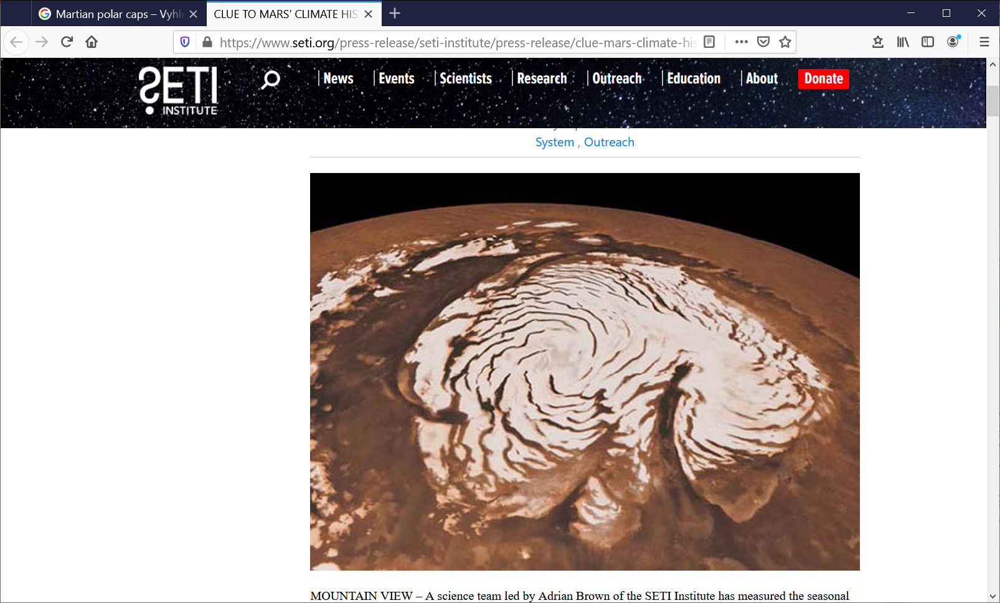 Martian polar caps – Vyhle
CLUE TO MARS’ CLIMATE HIS
https://www.seti.org/press-release/seti-institute/press-release/clue-mars-climate-his
SETI
INSTITUTE
News
Events
Scientists
Research
Outreach
Education
About
Donate
System , Outreach
MOUNTAIN VIEW – A science team led by Adrian Brown of the SETI Institute has measured the seasonal